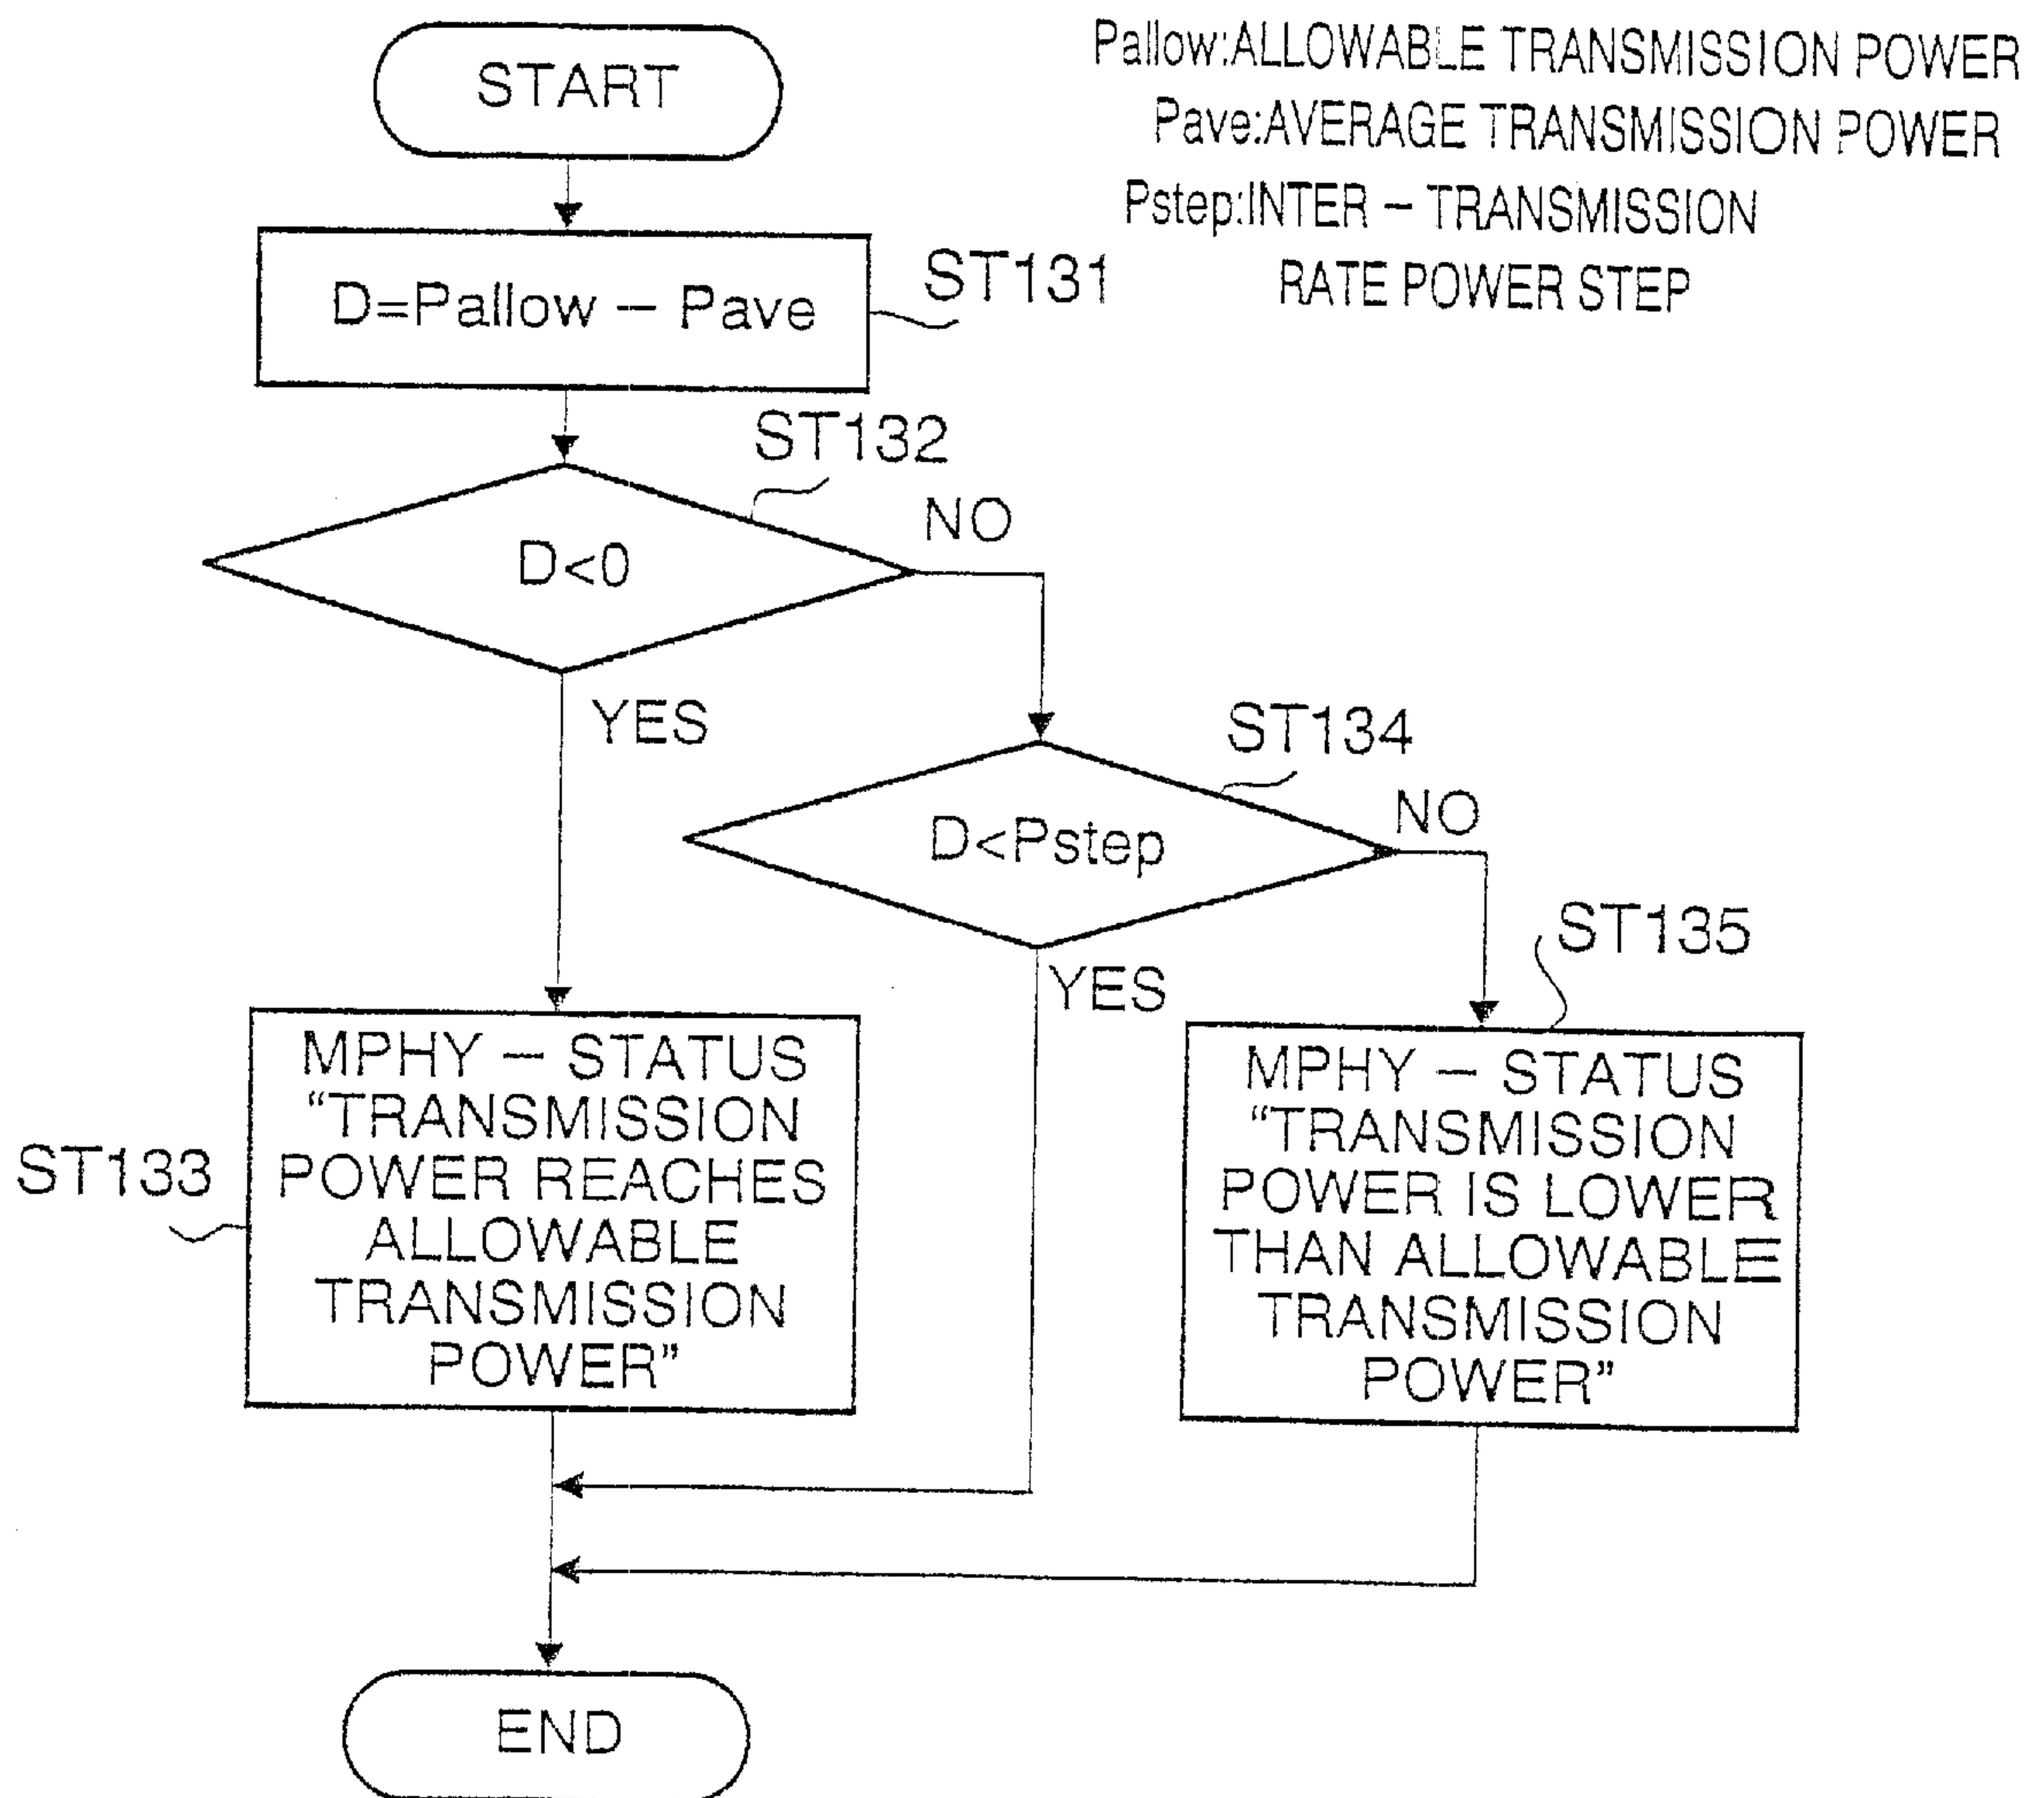 START
Pallow:ALLOWABLE TRANSMISSION POWER
Pave:AVERAGE TRANSMISSION POWER
Pstep:INTER – TRANSMISSION
RATE POWER STEP
D=Pallow – Pave
ST131
ST132
D<0
NO
YES
ST134
D<Pstep
NO
YES
ST135
ST133
MPHY – STATUS
“TRANSMISSION
POWER REACHES
ALLOWABLE
TRANSMISSION
POWER”
MPHY – STATUS
“TRANSMISSION
POWER IS LOWER
THAN ALLOWABLE
TRANSMISSION
POWER”
END